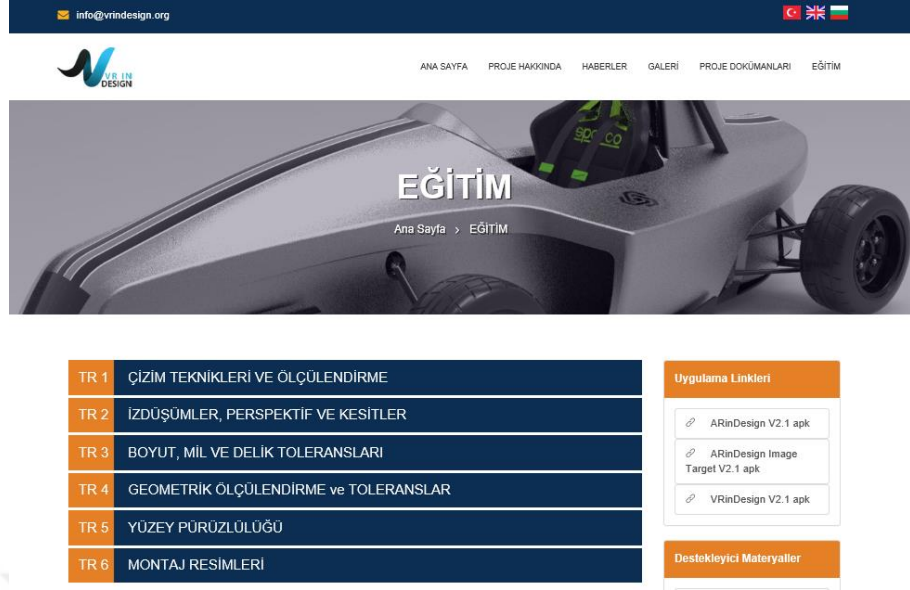 info@vrindesign.org
VR IN
DESIGN
ANA SAYFA PROJE HAKKINDA HABERLER GALERİ PROJE DOKÜMANLARI EĞİTİM
sparco
EĞİTİM
Ana Sayfa > EĞİTİM
TR 1 ÇİZİM TEKNİKLERİ VE ÖLÇÜLENDİRME
TR 2 İZDÜŞÜMLER, PERSPEKTİF VE KESİTLER
TR 3 BOYUT, MİL VE DELİK TOLERANSLARI
TR 4 GEOMETRİK ÖLÇÜLENDİRME ve TOLERANSLAR
TR 5 YÜZEY PÜRÜZLÜLÜĞÜ
TR 6 MONTAJ RESİMLERİ
Uygulama Linkleri
ARinDesign V2.1 apk
ARinDesign Image
Target V2.1 apk
VRinDesign V2.1 apk
Destekleyici Materyaller